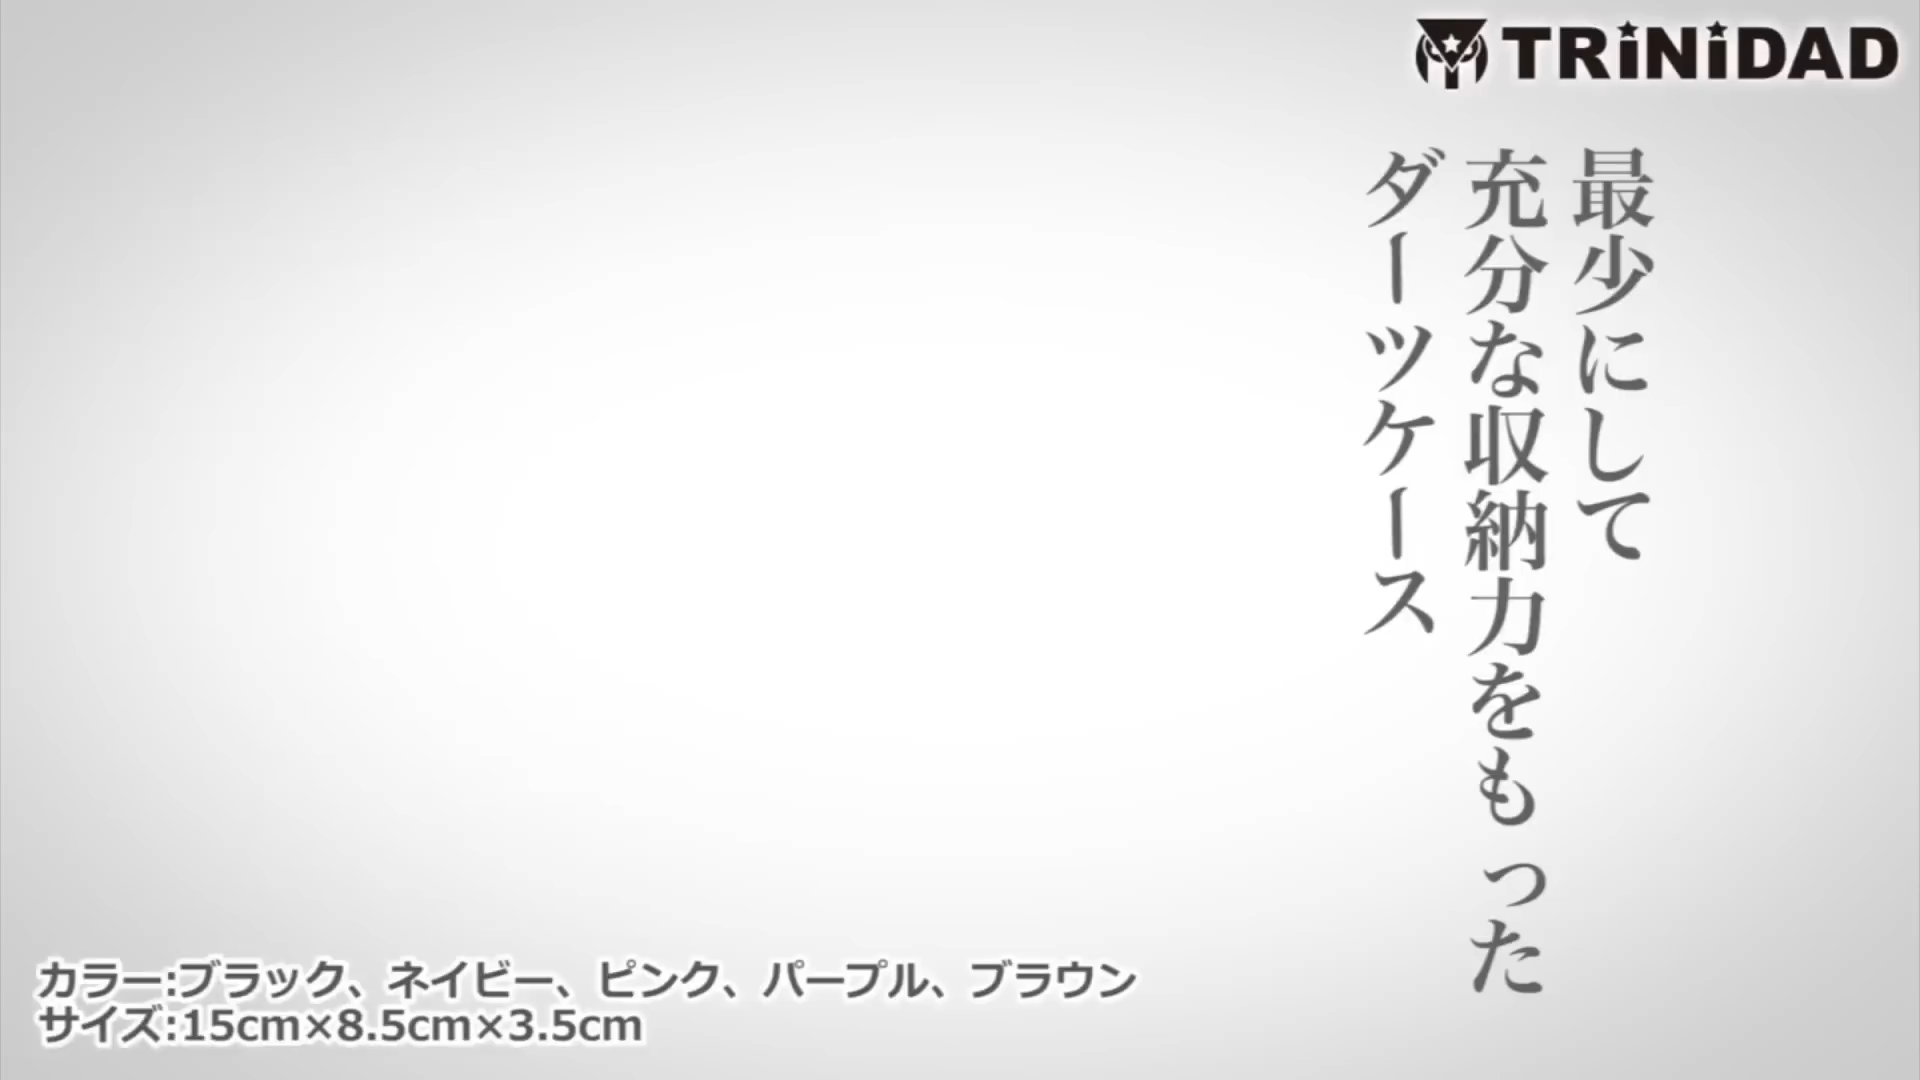 TRiNiDAD
最少にして
充分な収納力をもった
ダーツケース
カラー:ブラック、ネイビー、ピンク、パープル、ブラウン
サイズ:15cm×8.5cm×3.5cm